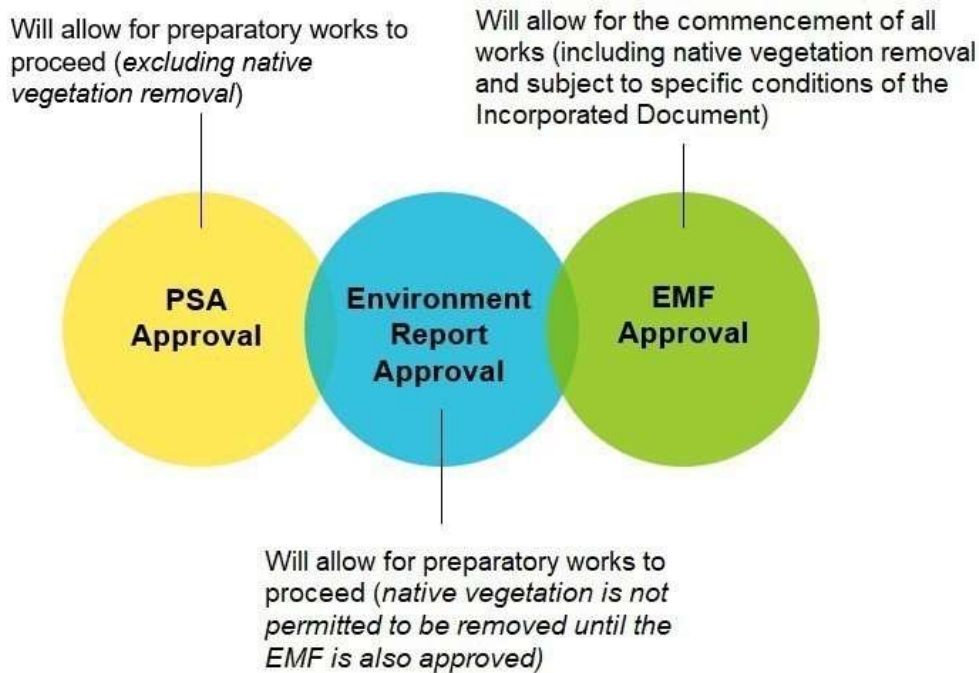 Will allow for preparatory works to
proceed (excluding native
vegetation removal)
Will allow for the commencement of all
works (including native vegetation removal
and subject to specific conditions of the
Incorporated Document)
PSA
Approval
Environment
Report
Approval
EMF
Approval
Will allow for preparatory works to
proceed (native vegetation is not
permitted to be removed until the
EMF is also approved)